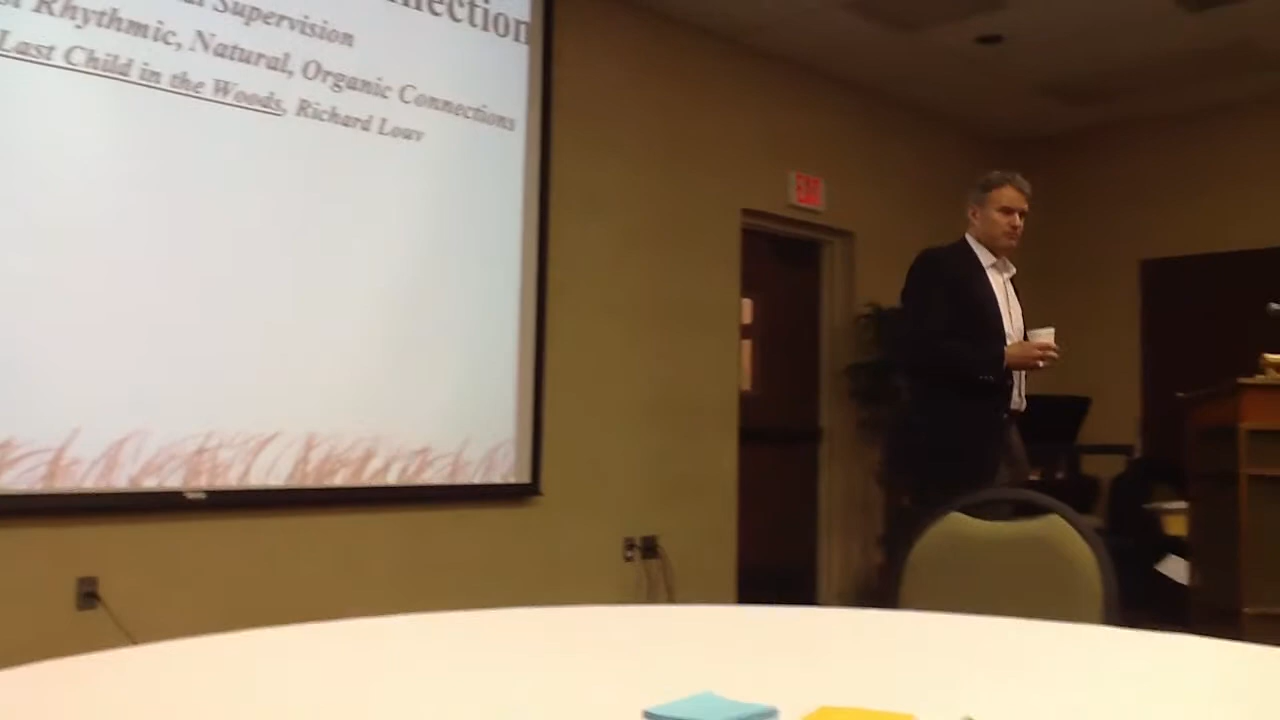 Supervision
Rhythmic, Natural, Organic Connections
Last Child in the Woods, Richard Louv
EXIT